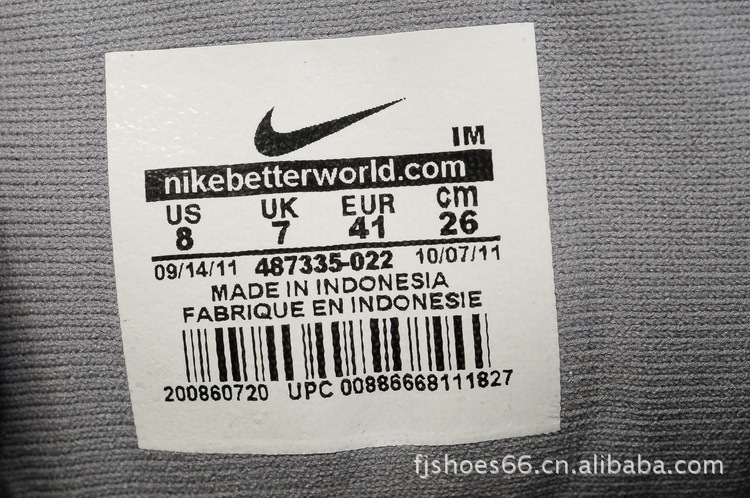 IM
nikebetterworld.com
US UK EUR cm
8 7 41 26
09/14/11 487335-022 10/07/11
MADE IN INDONESIA
FABRIQUE EN INDONESIE
200860720 UPC 00886668111827
fjshoes66.cn.alibaba.com